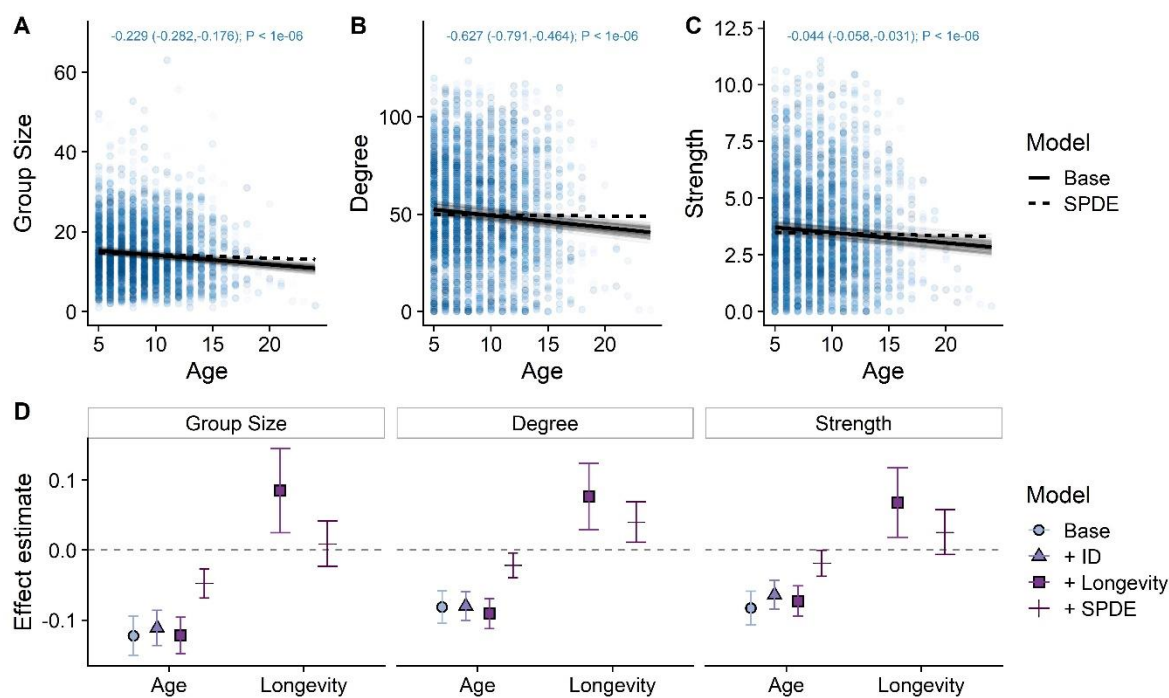 A
-0.229 (-0.282,-0.176); P < 1e-06
Group Size
60
40
20
0
5 10 15 20
Age
B
-0.627 (-0.791,-0.464); P < 1e-06
Degree
100
50
0
5 10 15 20
Age
C
-0.044 (-0.058,-0.031); P < 1e-06
Strength
12.5
10.0
7.5
5.0
2.5
0.0
5 10 15 20
Age
Model
Base
SPDE
D
Group Size Degree Strength
Effect estimate
0.1
0.0
-0.1
Age Longevity Age Longevity Age Longevity
Model
Base
+ ID
+ Longevity
+ SPDE